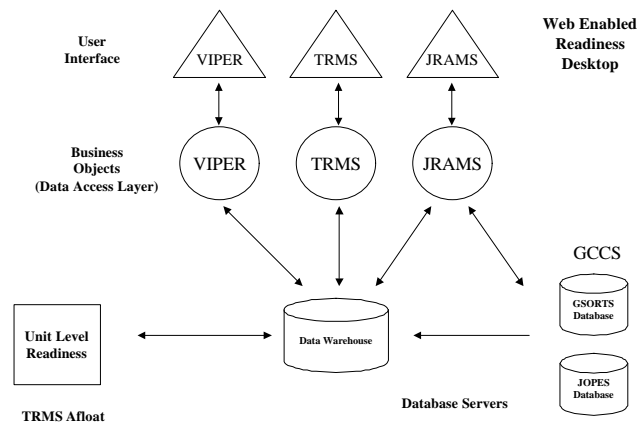 User
Interface
VIPER
TRMS
JRAMS
Web Enabled
Readiness
Desktop
Business
Objects
(Data Access Layer)
VIPER
TRMS
JRAMS
GCCS
GSORTS
Database
Unit Level
Readiness
Data Warehouse
JOPES
Database
Database Servers
TRMS Afloat